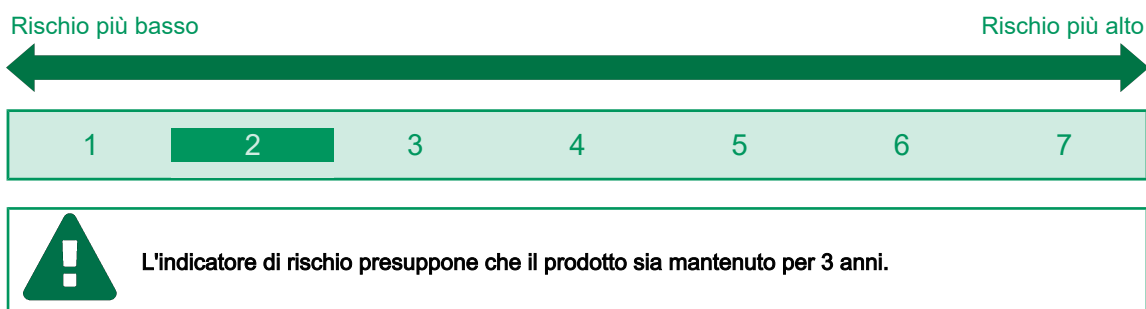 Rischio più basso Rischio più alto
1 2 3 4 5 6 7
L'indicatore di rischio presuppone che il prodotto sia mantenuto per 3 anni.